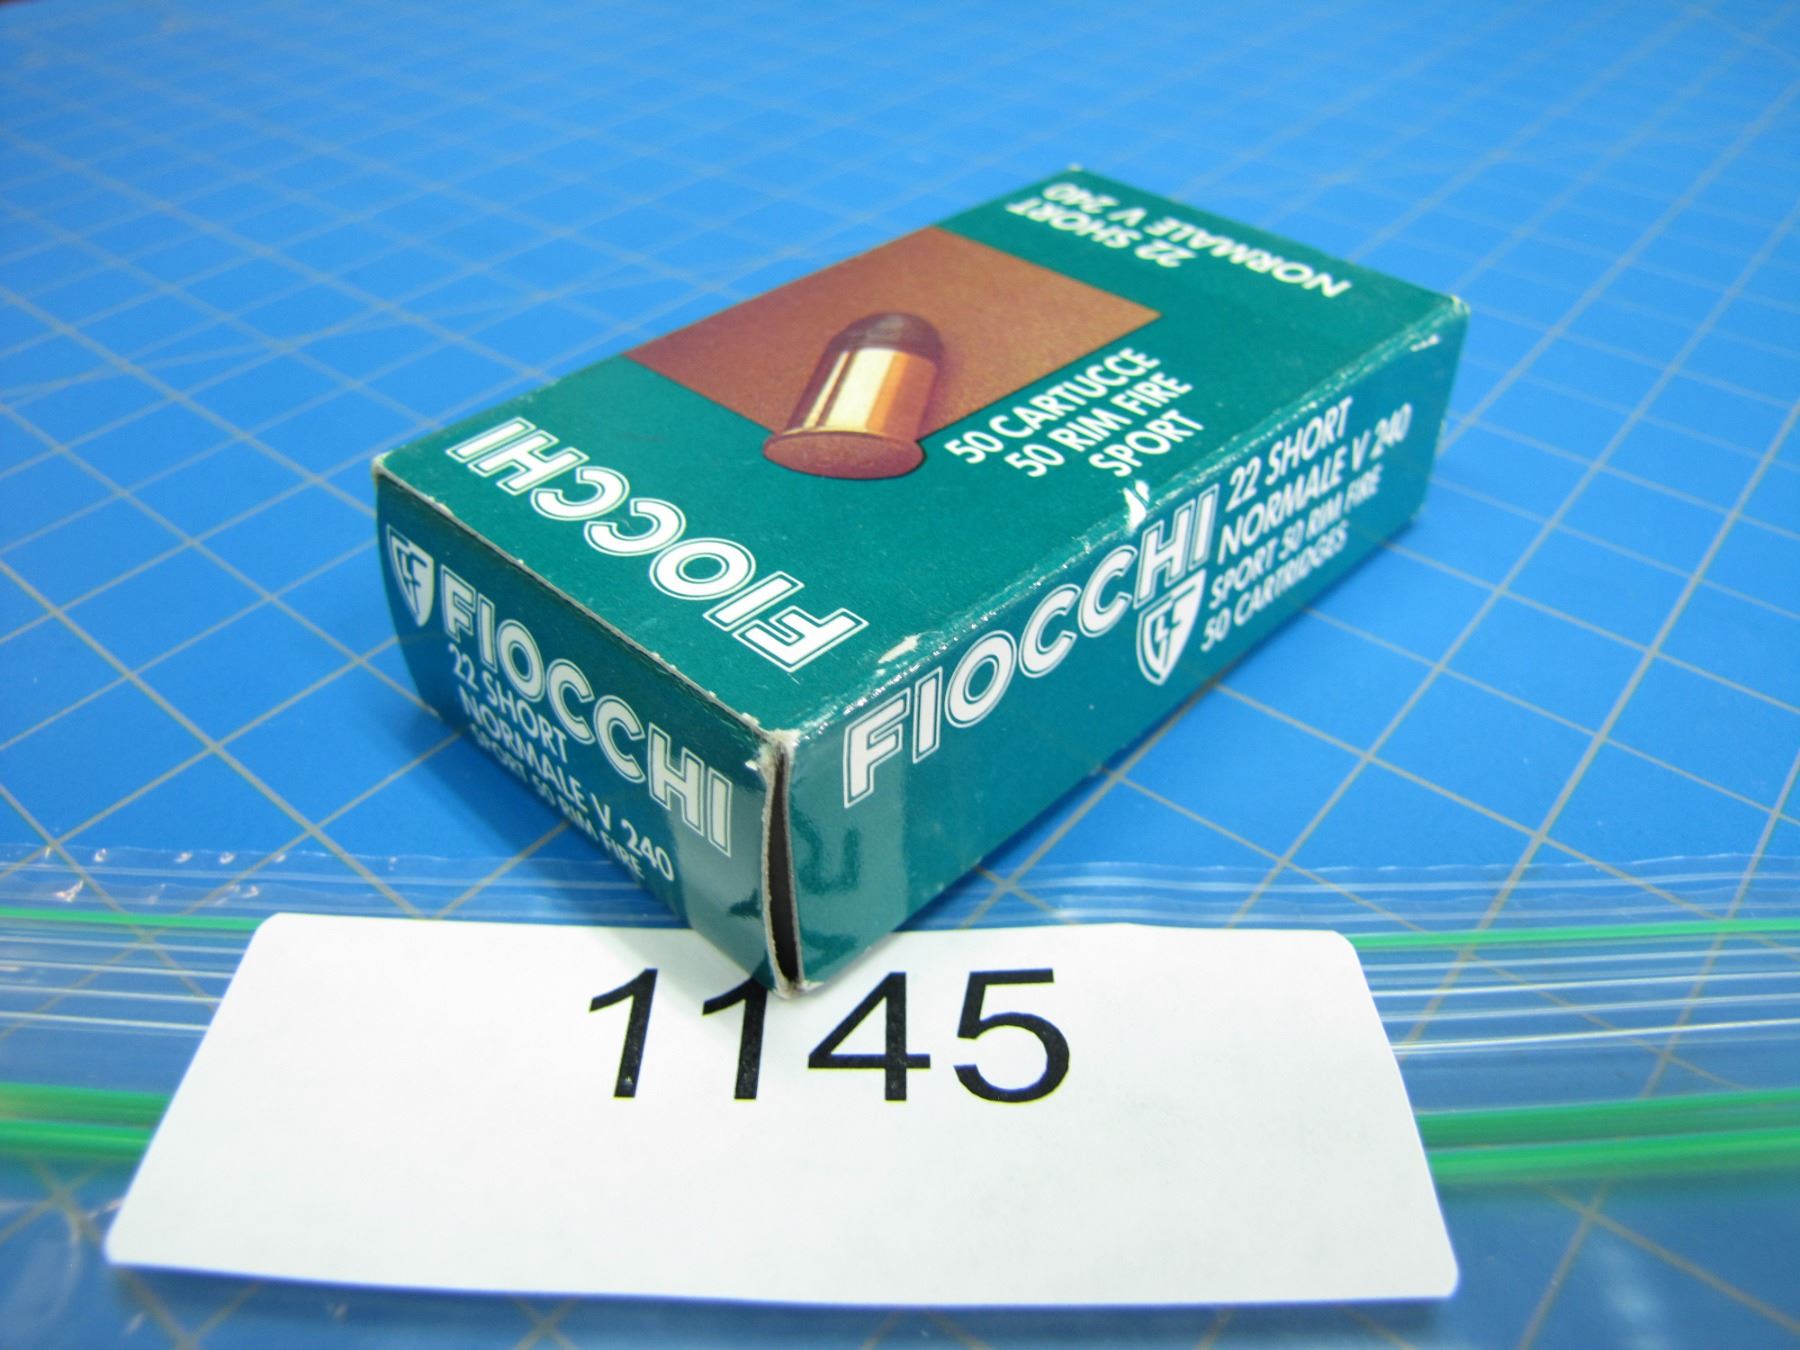 22 SHORT
NORMALE V 240
50 CARTUCCE
50 RIM FIRE
SPORT
FIOCCHI
FIOCCHI
22 SHORT
NORMALE V 240
SPORT 50 RIM FIRE
50 CARTRIDGES
FIOCCHI
22 SHORT
NORMALE V 240
SPORT 50 RIM FIRE
1145